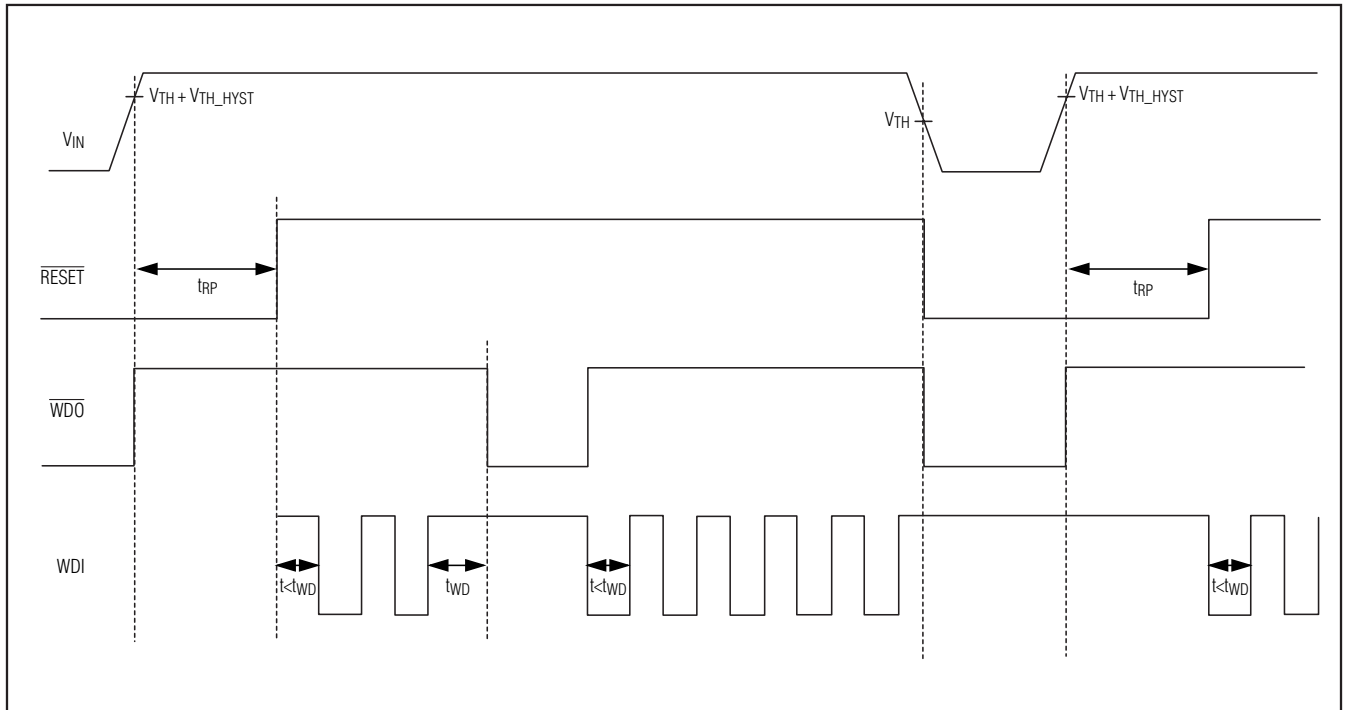 VTH + VTH_HYST
VTH + VTH_HYST
VTH
VIN
RESET
tRP
tRP
WDO
WDI
t<tWD
tWD
t<tWD
t<tWD